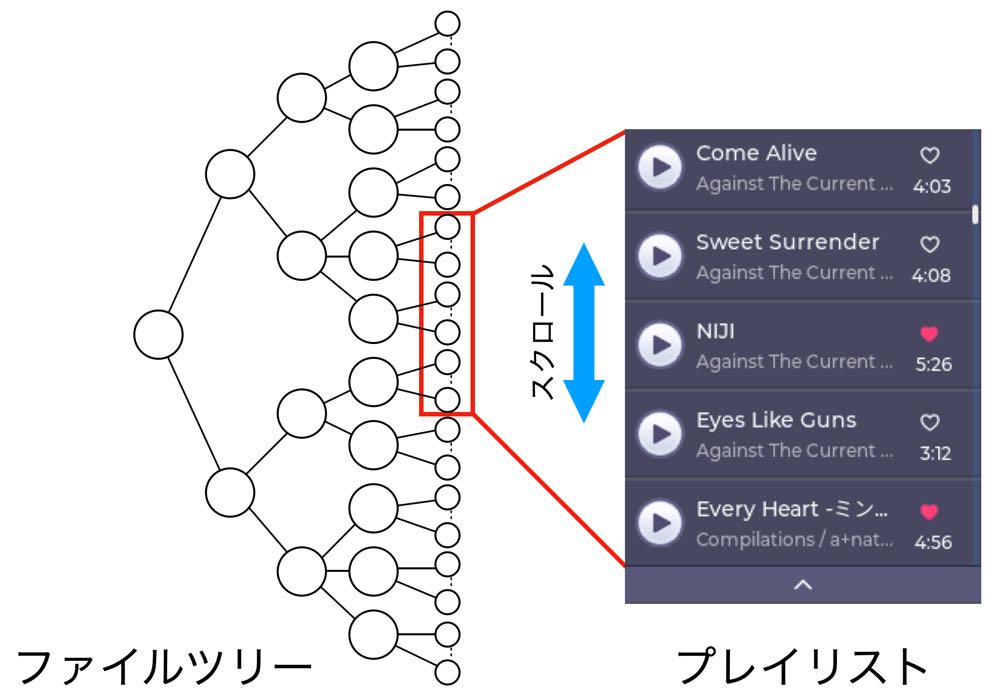 Come Alive
Against The Current ...
4:03
Sweet Surrender
Against The Current ...
4:08
NIJI
Against The Current ...
5:26
Eyes Like Guns
Against The Current ...
3:12
Every Heart -ミン...
Compilations / a+nat...
4:56
スクロール
ファイルツリー
プレイリスト